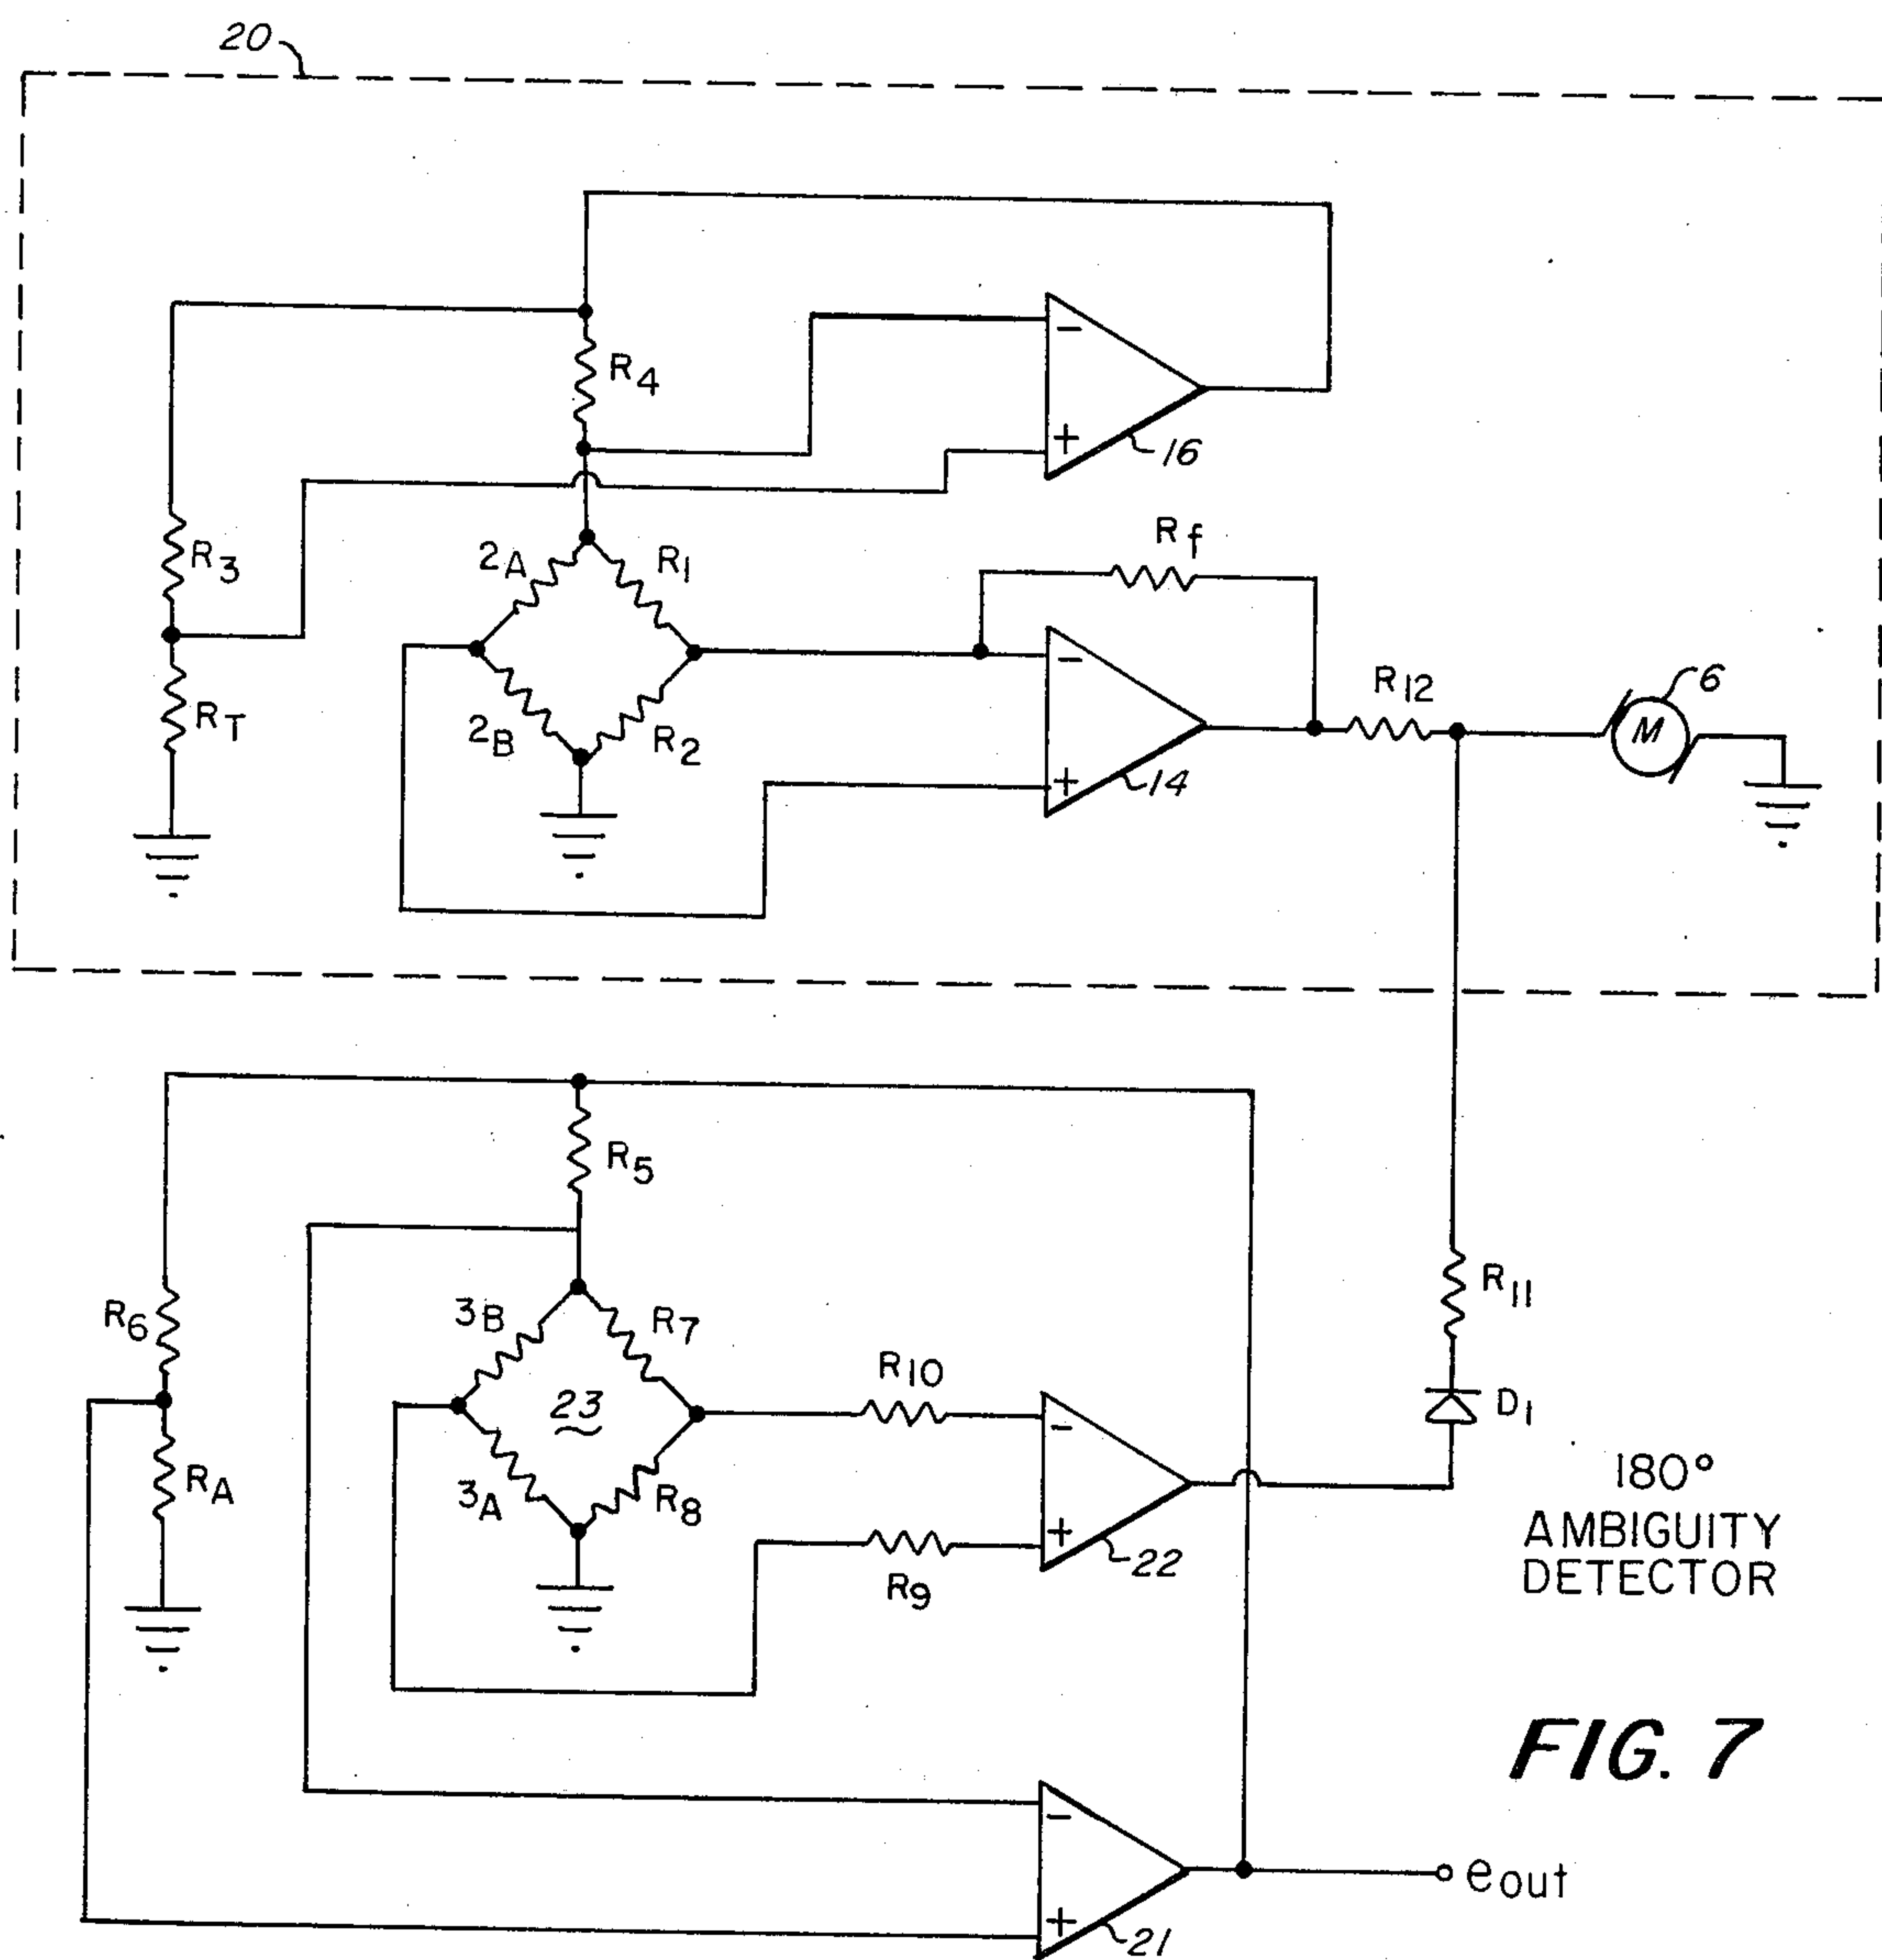 20
R4
-
+
16
R3
2A
R1
Rf
RT
2B
R2
-
+
14
R12
6
M
R5
R11
R6
3B
R7
R10
23
-
D1
RA
3A
R8
+
22
R9
180°
AMBIGUITY
DETECTOR
FIG. 7
-
+
21
eout